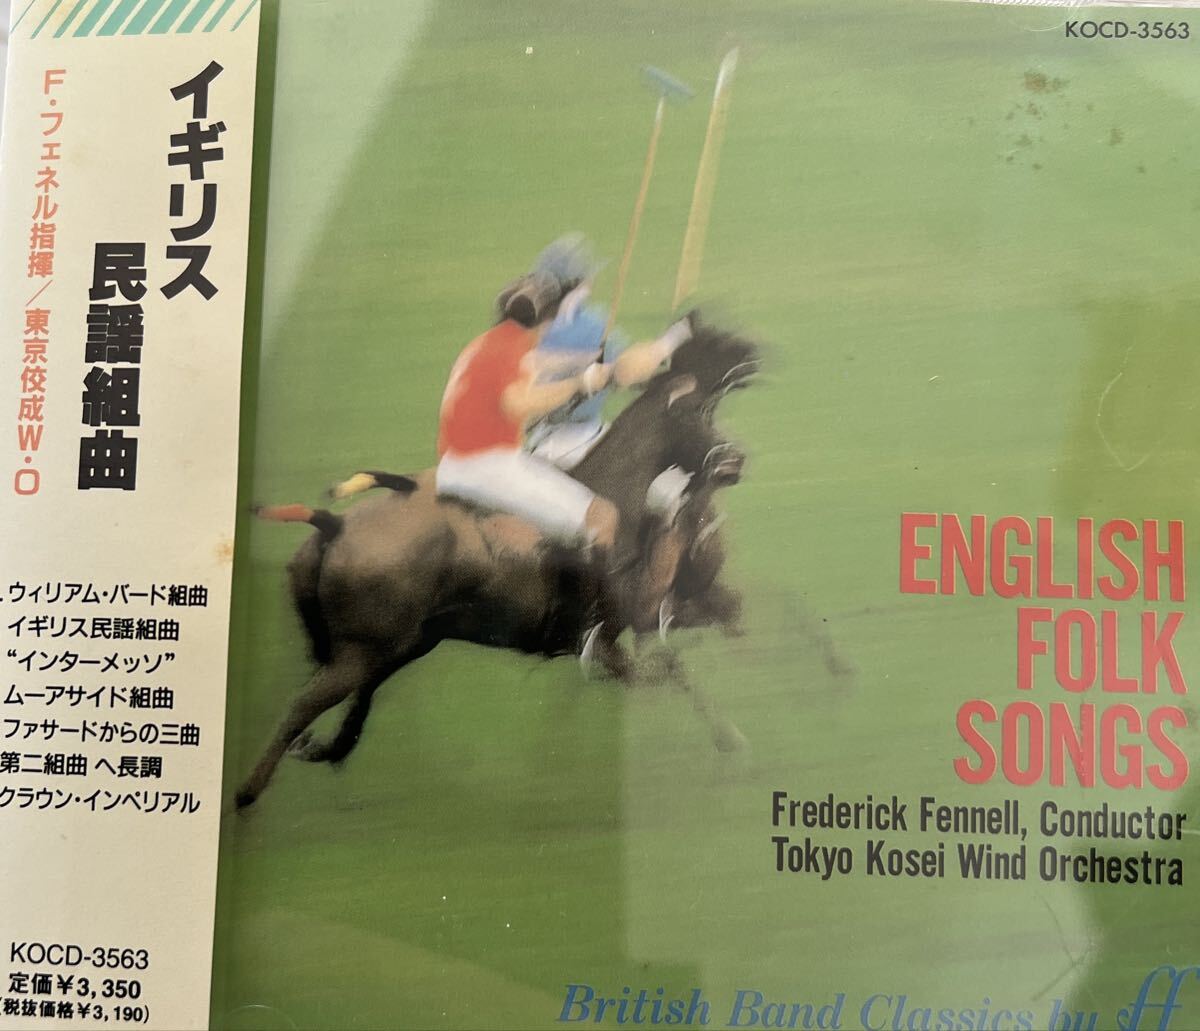 イギリス
民謡組曲
F・フェネル指揮/東京佼成W・O
ウィリアム・バード組曲
イギリス民謡組曲
“インターメッソ”
ムーアサイド組曲
ファサードからの三曲
第二組曲 ヘ長調
クラウン・インペリアル
KOCD-3563
定価¥3,350
(税抜価格¥3,190)
KOCD-3563
ENGLISH
FOLK
SONGS
Frederick Fennell, Conductor
Tokyo Kosei Wind Orchestra
British Band Classics by ff